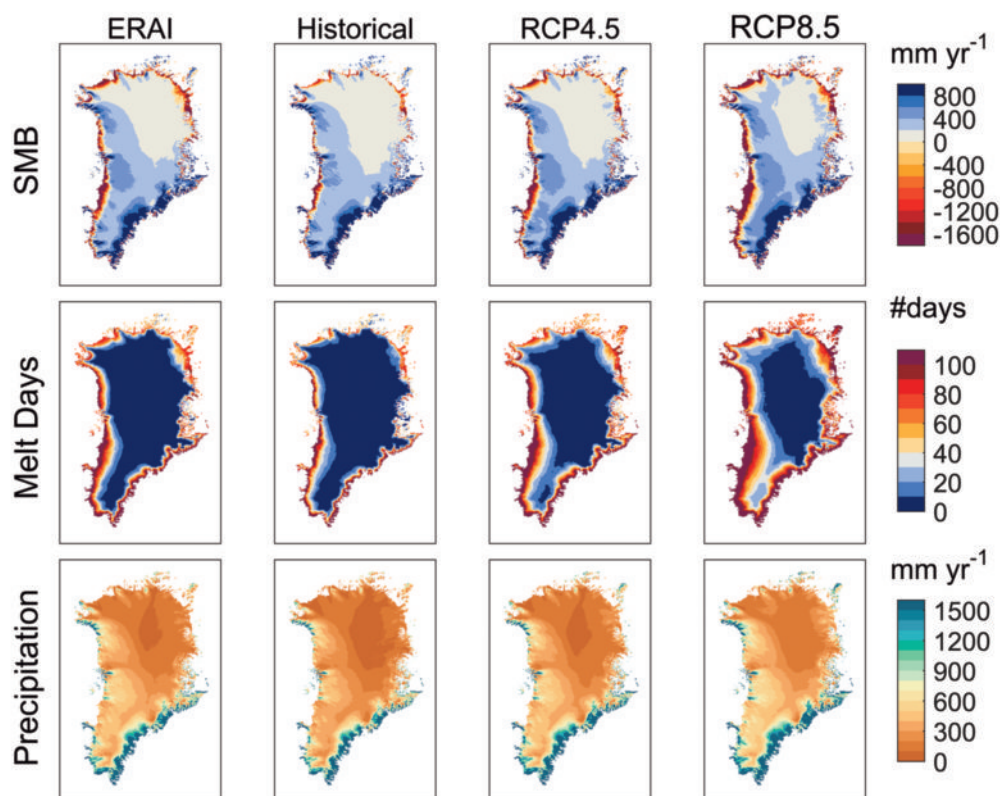 ERAI Historical RCP4.5 RCP8.5
SMB
mm yr⁻¹
800
400
0
-400
-800
-1200
-1600
Melt Days
#days
100
80
60
40
20
0
Precipitation
mm yr⁻¹
1500
1200
900
600
300
0